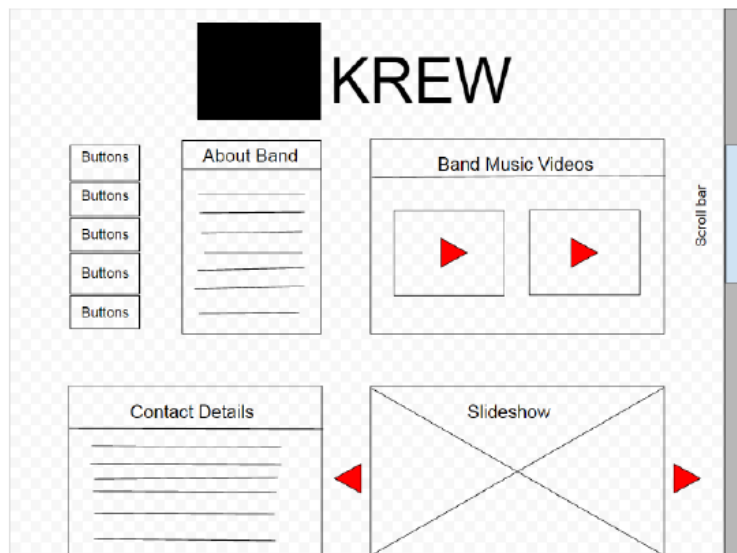 KREW
Buttons
Buttons
Buttons
Buttons
Buttons
About Band
Band Music Videos
Scroll bar
Contact Details
Slideshow